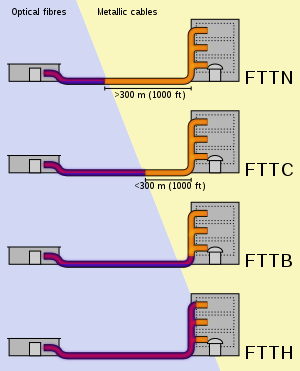 Optical fibres Metallic cables
FTTN
>300 m (1000 ft)
FTTC
<300 m (1000 ft)
FTTB
FTTH